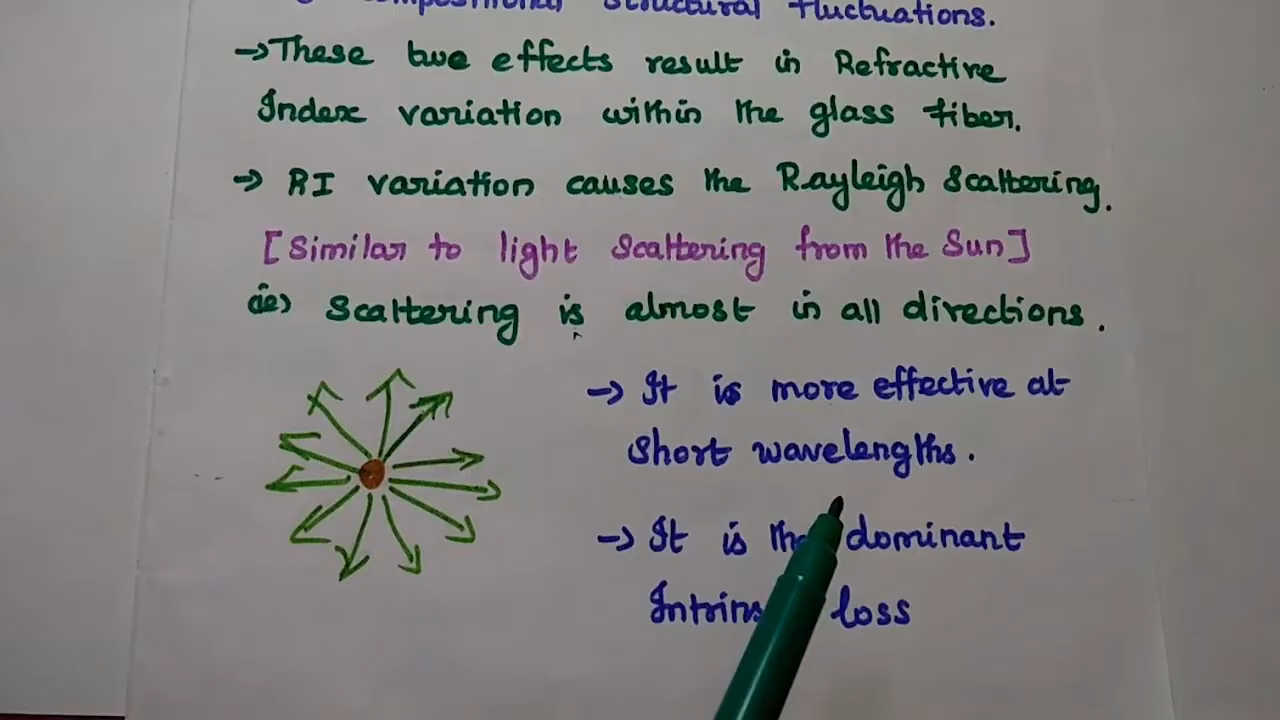 Structural Fluctuations.
→These two effects result in Refractive
Index variation within the glass fiber.
→ RI variation causes the Rayleigh Scattering.
[Similar to light Scattering from the Sun]
(ie) Scattering is almost in all directions.
→ It is more effective at
short wavelengths.
→ It is the dominant
loss